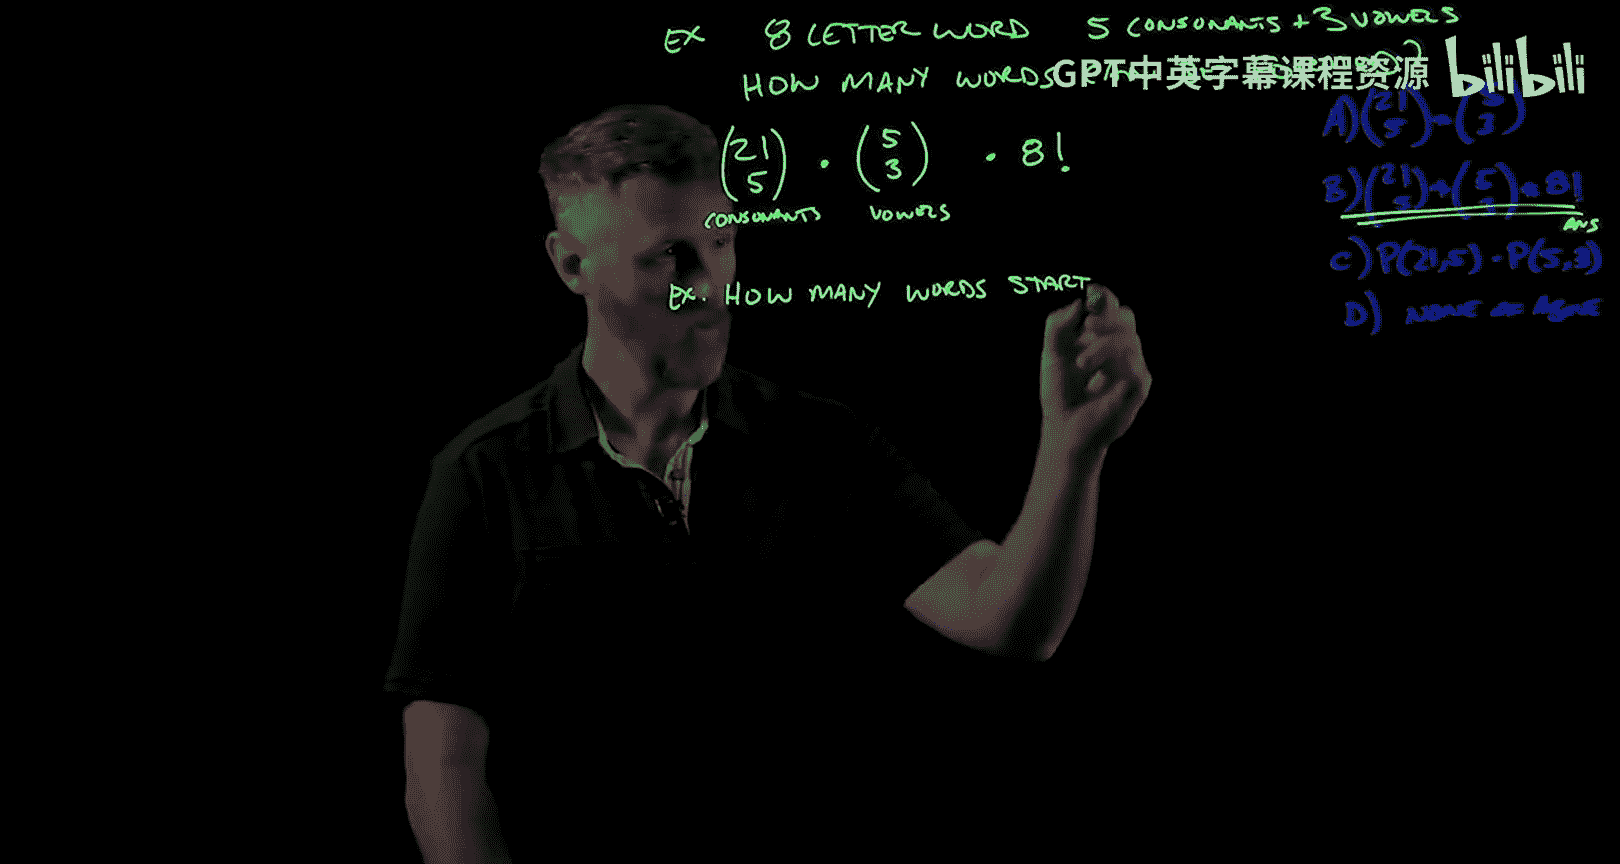 EX 8 LETTER WORD 5 CONSONANTS + 3 VOWELS
HOW MANY WORDS
GPT中英字幕课程资源 bilibili
(21 5) · (5 3) · 8!
CONSONANTS VOWELS
EX. HOW MANY WORDS START
A) (21 5) · (5 3)
B) (21 5) · (5 3) · 8!
ANS
C) P(21,5) · P(5,3)
D) NONE OF ABOVE